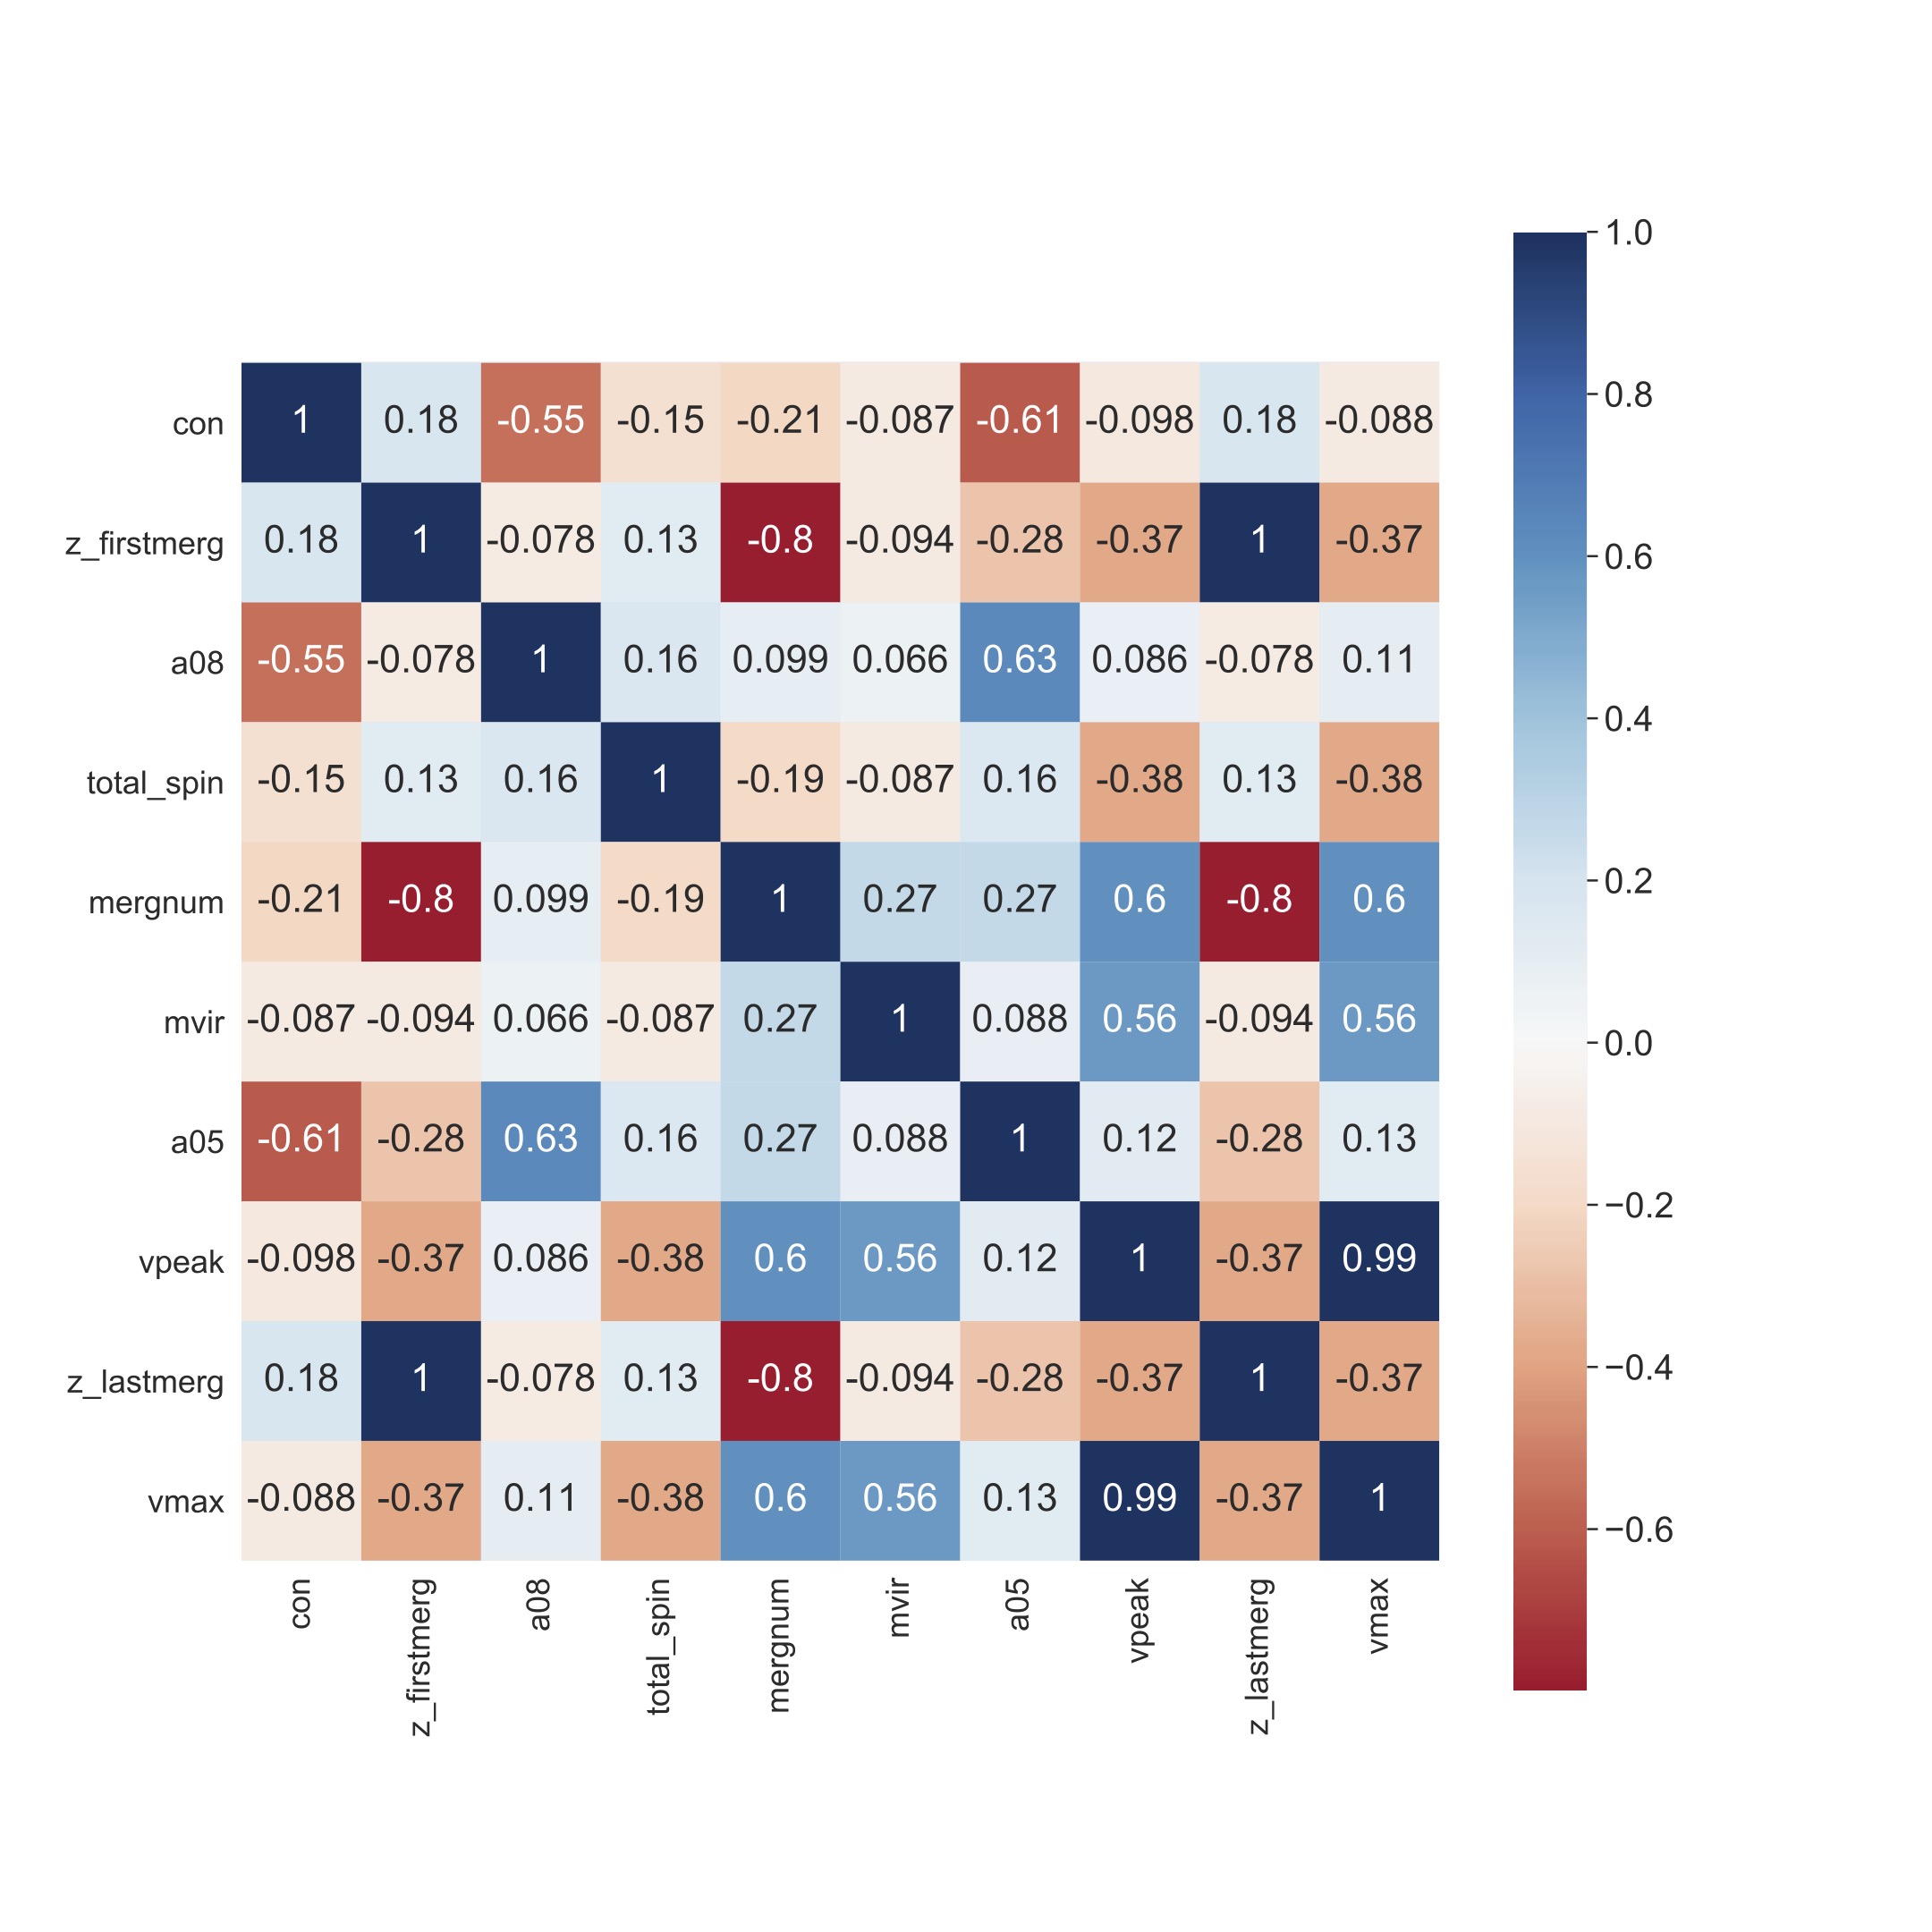 con 1 0.18 -0.55 -0.15 -0.21 -0.087 -0.61 -0.098 0.18 -0.088
z_firstmerg 0.18 1 -0.078 0.13 -0.8 -0.094 -0.28 -0.37 1 -0.37
a08 -0.55 -0.078 1 0.16 0.099 0.066 0.63 0.086 -0.078 0.11
total_spin -0.15 0.13 0.16 1 -0.19 -0.087 0.16 -0.38 0.13 -0.38
mergnum -0.21 -0.8 0.099 -0.19 1 0.27 0.27 0.6 -0.8 0.6
mvir -0.087 -0.094 0.066 -0.087 0.27 1 0.088 0.56 -0.094 0.56
a05 -0.61 -0.28 0.63 0.16 0.27 0.088 1 0.12 -0.28 0.13
vpeak -0.098 -0.37 0.086 -0.38 0.6 0.56 0.12 1 -0.37 0.99
z_lastmerg 0.18 1 -0.078 0.13 -0.8 -0.094 -0.28 -0.37 1 -0.37
vmax -0.088 -0.37 0.11 -0.38 0.6 0.56 0.13 0.99 -0.37 1
con z_firstmerg a08 total_spin mergnum mvir a05 vpeak z_lastmerg vmax
1.0
0.8
0.6
0.4
0.2
0.0
−0.2
−0.4
−0.6